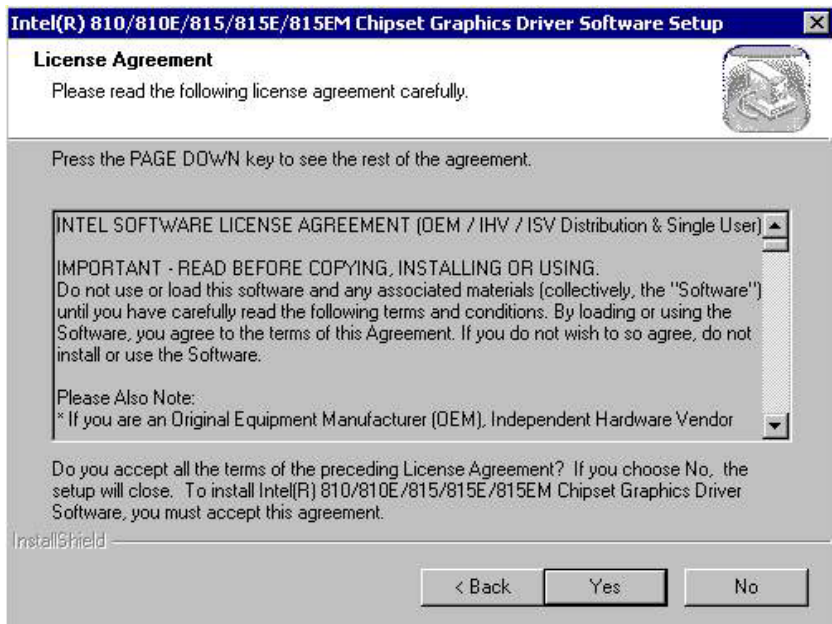 Intel(R) 810/810E/815/815E/815EM Chipset Graphics Driver Software Setup
License Agreement
Please read the following license agreement carefully.
Press the PAGE DOWN key to see the rest of the agreement.
INTEL SOFTWARE LICENSE AGREEMENT (OEM / IHV / ISV Distribution & Single User)
IMPORTANT - READ BEFORE COPYING, INSTALLING OR USING.
Do not use or load this software and any associated materials (collectively, the "Software")
until you have carefully read the following terms and conditions. By loading or using the
Software, you agree to the terms of this Agreement. If you do not wish to so agree, do not
install or use the Software.
Please Also Note:
* If you are an Original Equipment Manufacturer (OEM), Independent Hardware Vendor
Do you accept all the terms of the preceding License Agreement? If you choose No, the
setup will close. To install Intel(R) 810/810E/815/815E/815EM Chipset Graphics Driver
Software, you must accept this agreement.
InstallShield
< Back
Yes
No